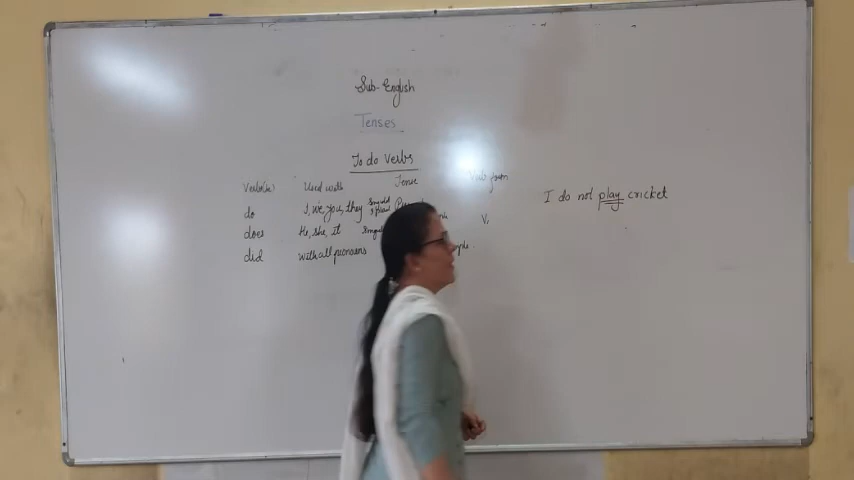 Sub- English
Tenses
To do verbs
Used with Tense Verb form
do I, we, you, they V₁
does He, she, it
did with all pronouns
I do not play cricket